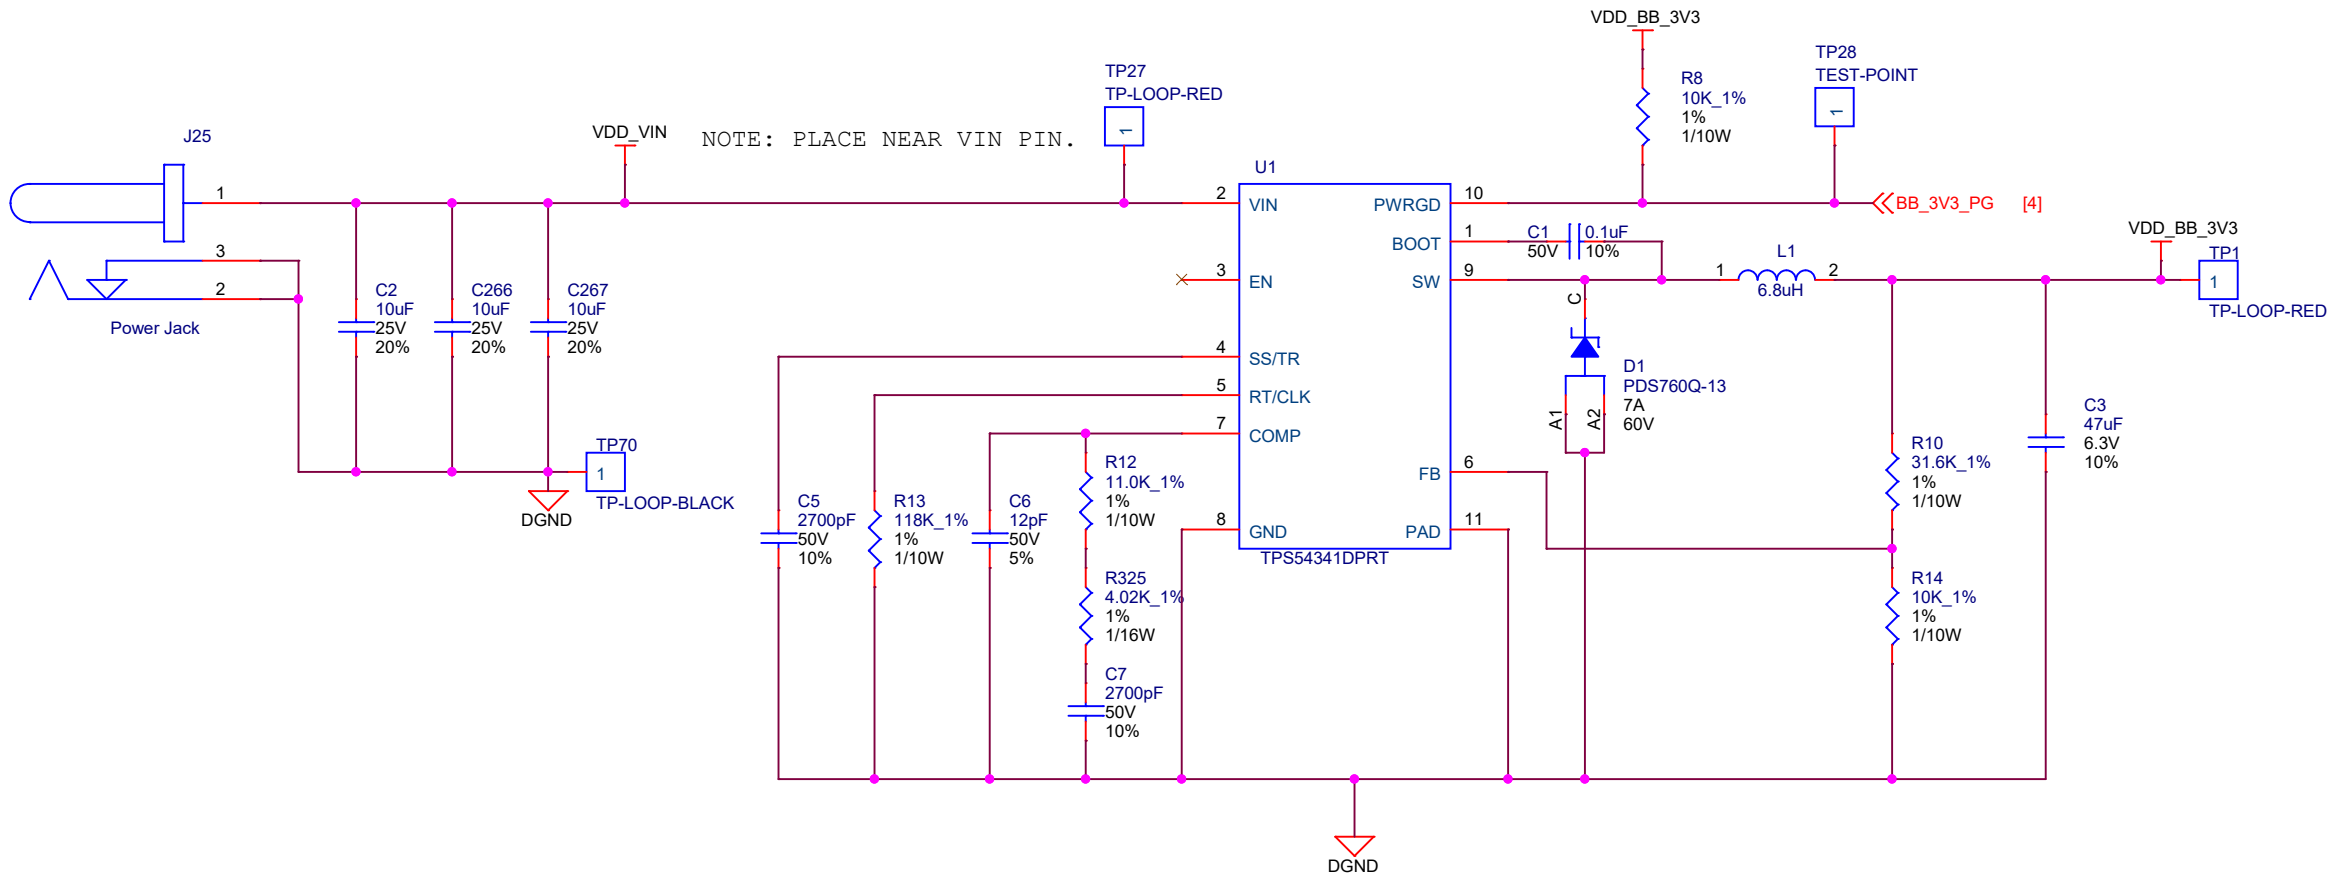 J25
1
3
2
Power Jack
VDD_VIN
NOTE: PLACE NEAR VIN PIN.
TP27
TP-LOOP-RED
1
C2
10uF
25V
20%
C266
10uF
25V
20%
C267
10uF
25V
20%
TP70
1
TP-LOOP-BLACK
DGND
U1
2
VIN
3
EN
4
SS/TR
5
RT/CLK
7
COMP
8
GND
10
PWRGD
1
BOOT
9
SW
6
FB
11
PAD
TPS54341DPRT
C5
2700pF
50V
10%
R13
118K_1%
1%
1/10W
C6
12pF
50V
5%
R12
11.0K_1%
1%
1/10W
R325
4.02K_1%
1%
1/16W
C7
2700pF
50V
10%
VDD_BB_3V3
R8
10K_1%
1%
1/10W
TP28
TEST-POINT
1
BB_3V3_PG [4]
C1 0.1uF
50V 10%
1
L1
2
6.8uH
C
D1
PDS760Q-13
7A
60V
A1
A2
VDD_BB_3V3
TP1
1
TP-LOOP-RED
C3
47uF
6.3V
10%
R10
31.6K_1%
1%
1/10W
R14
10K_1%
1%
1/10W
DGND